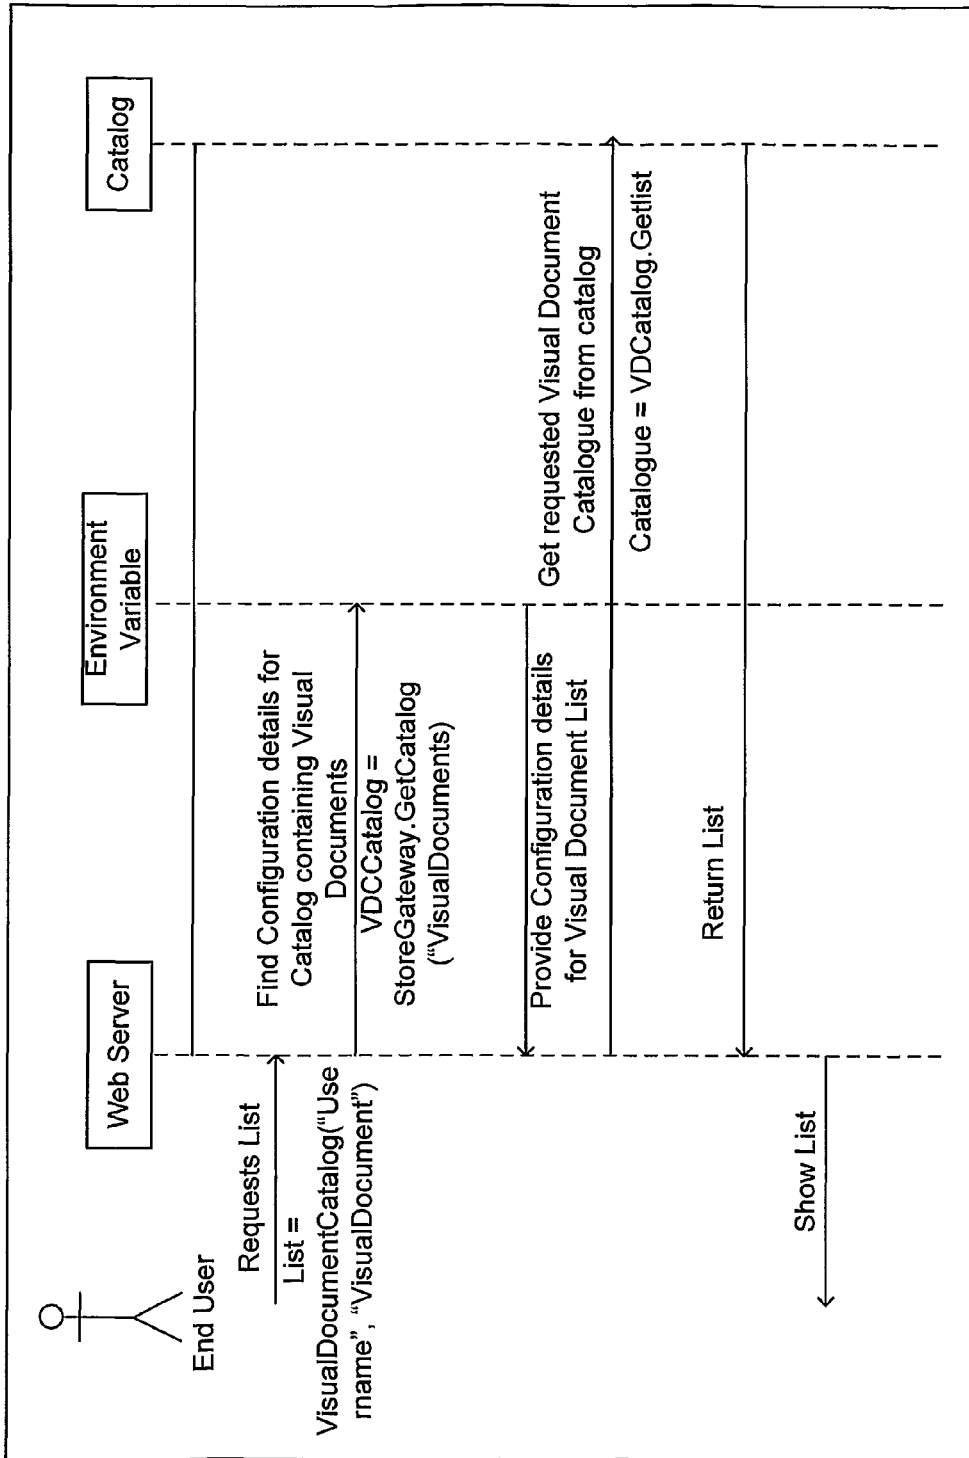 End User
Web Server
Environment
Variable
Catalog
Requests List
List =
VisualDocumentCatalog(“Use
rname”, “VisualDocument”)
Find Configuration details for
Catalog containing Visual
Documents
VDCCatalog =
StoreGateway.GetCatalog
(“VisualDocuments)
Provide Configuration details
for Visual Document List
Get requested Visual Document
Catalogue from catalog
Catalogue = VDCatalog.Getlist
Return List
Show List